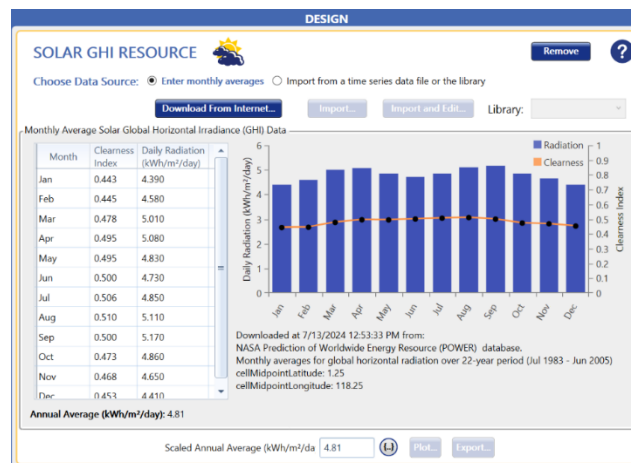 DESIGN
SOLAR GHI RESOURCE
Remove
?
Choose Data Source: Enter monthly averages Import from a time series data file or the library
Download From Internet... Import... Import and Edit... Library:
Monthly Average Solar Global Horizontal Irradiance (GHI) Data
Month Clearness Index Daily Radiation (kWh/m²/day)
Jan 0.443 4.390
Feb 0.445 4.580
Mar 0.478 5.010
Apr 0.495 5.080
May 0.495 4.830
Jun 0.500 4.730
Jul 0.506 4.850
Aug 0.510 5.110
Sep 0.500 5.170
Oct 0.473 4.860
Nov 0.468 4.650
Dec 0.453 4.410
Annual Average (kWh/m²/day): 4.81
Radiation
Clearness
Daily Radiation (kWh/m²/day)
6
5
4
3
2
1
0
1
0.9
0.8
0.7
0.6
0.5
0.4
0.3
0.2
0.1
0
Clearness Index
Jan Feb Mar Apr May Jun Jul Aug Sep Oct Nov Dec
Downloaded at 7/13/2024 12:53:33 PM from:
NASA Prediction of Worldwide Energy Resource (POWER) database.
Monthly averages for global horizontal radiation over 22-year period (Jul 1983 - Jun 2005)
cellMidpointLatitude: 1.25
cellMidpointLongitude: 118.25
Scaled Annual Average (kWh/m²/da 4.81 {..} Plot... Export...